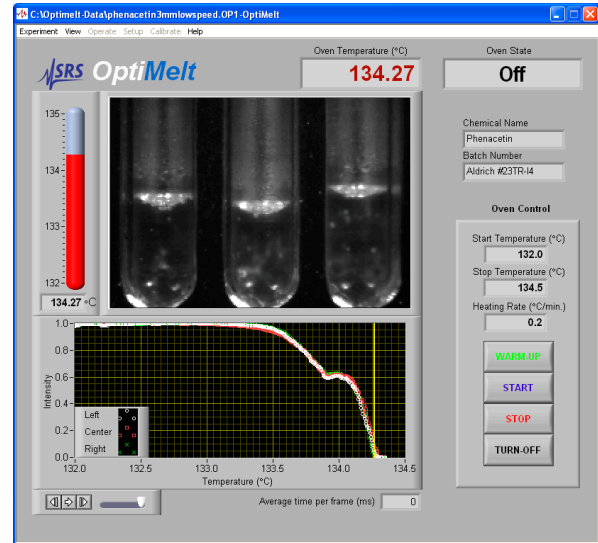 C:\Optimelt-Data\phenacetin3mmlowspeed.OP1-OptiMelt
Experiment View Operate Setup Calibrate Help
SRS OptiMelt
Oven Temperature (°C)
134.27
Oven State
Off
135
134
133
132
134.27 °C
Chemical Name
Phenacetin
Batch Number
Aldrich #23TR-I4
Oven Control
Start Temperature (°C)
132.0
Stop Temperature (°C)
134.5
Heating Rate (°C/min.)
0.2
WARM-UP
START
STOP
TURN-OFF
1.0
0.8
0.6
0.4
0.2
0.0
Intensity
Left
Center
Right
132.0 132.5 133.0 133.5 134.0 134.5
Temperature (°C)
Average time per frame (ms) 0